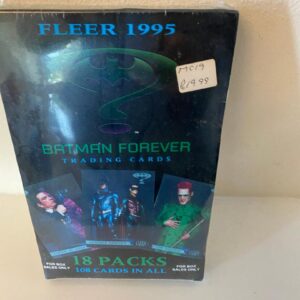 FLEER 1995
£19.99
BATMAN FOREVER
TRADING CARDS
18 PACKS
108 CARDS IN ALL
FOR BOX
SALES ONLY
FOR BOX
SALES ONLY